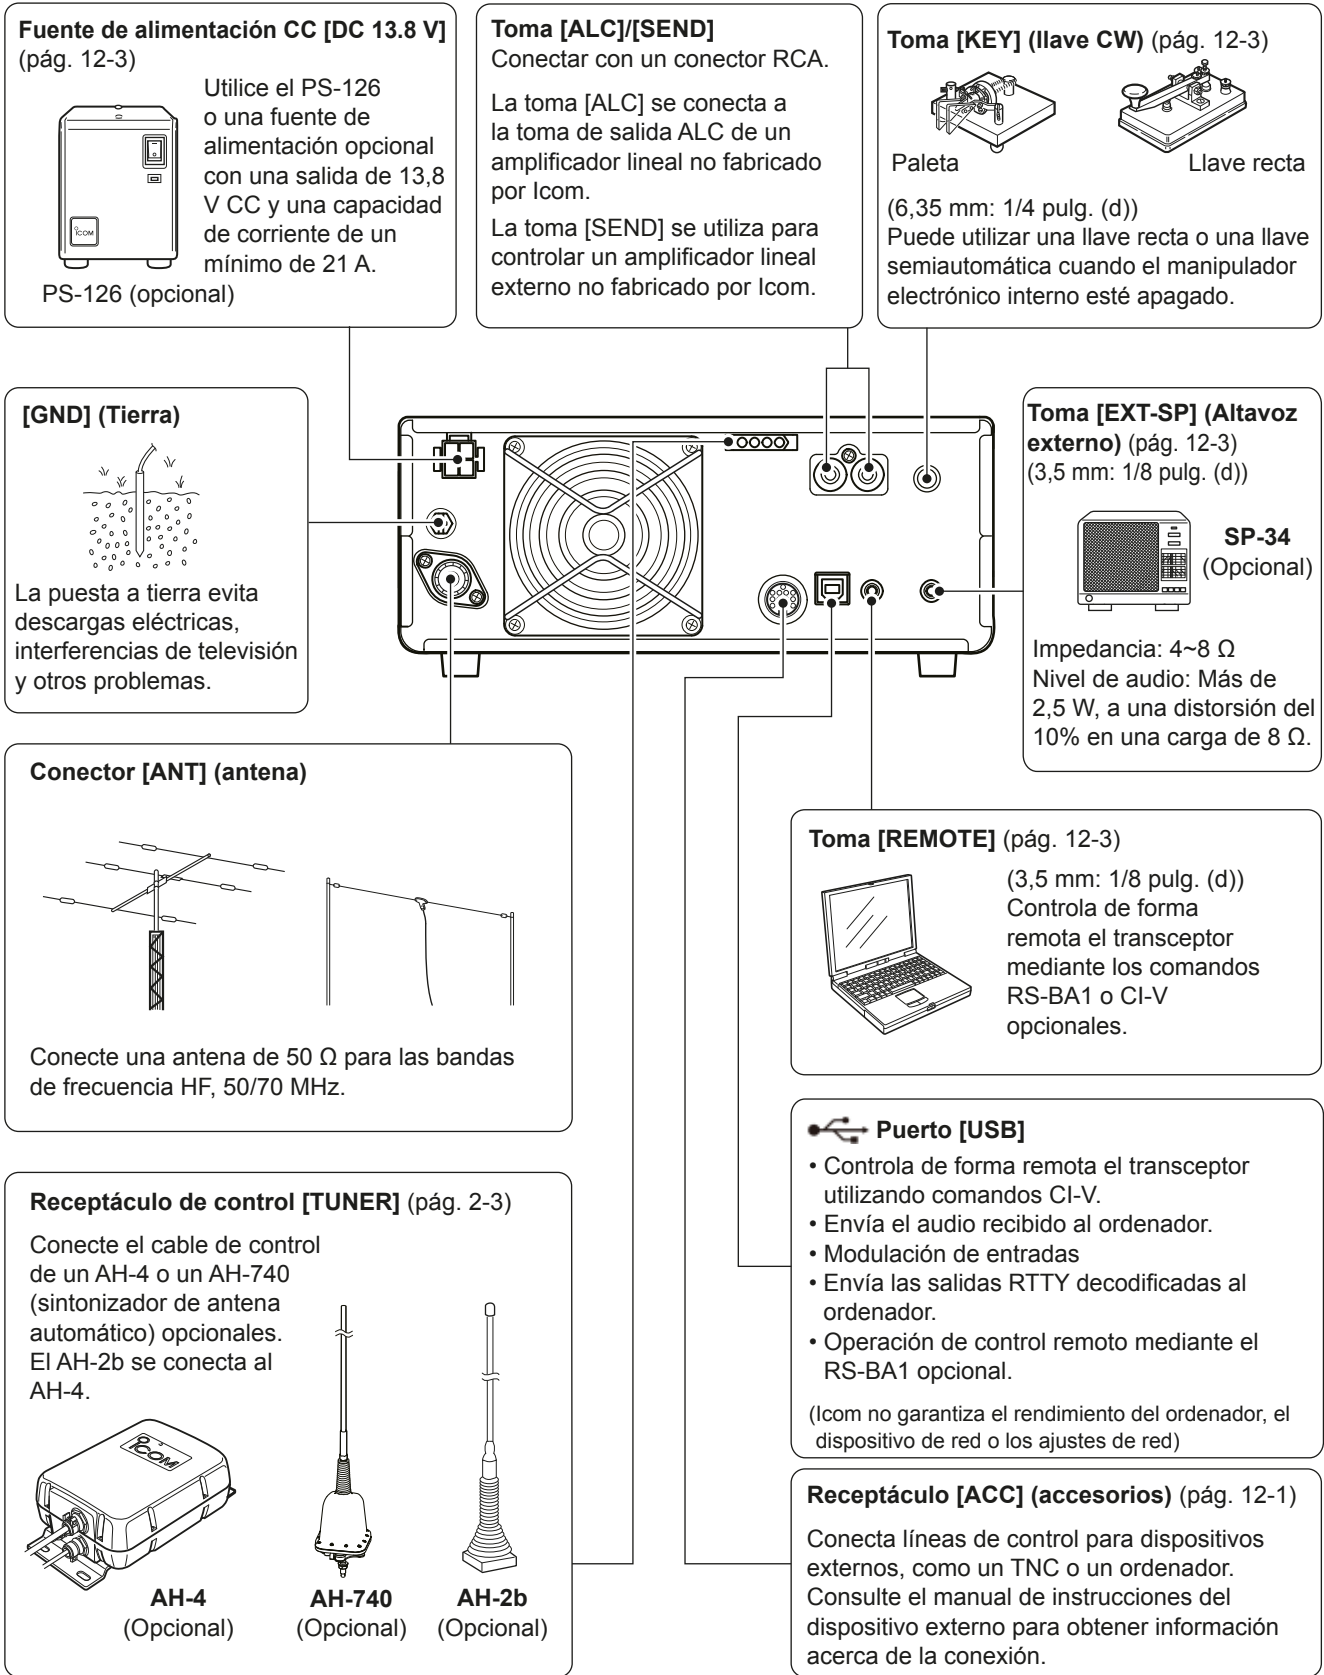 Fuente de alimentación CC [DC 13.8 V]
(pág. 12-3)
Utilice el PS-126
o una fuente de
alimentación opcional
con una salida de 13,8
V CC y una capacidad
de corriente de un
mínimo de 21 A.
ICOM
PS-126 (opcional)
Toma [ALC]/[SEND]
Conectar con un conector RCA.
La toma [ALC] se conecta a
la toma de salida ALC de un
amplificador lineal no fabricado
por Icom.
La toma [SEND] se utiliza para
controlar un amplificador lineal
externo no fabricado por Icom.
Toma [KEY] (llave CW) (pág. 12-3)
Paleta Llave recta
(6,35 mm: 1/4 pulg. (d))
Puede utilizar una llave recta o una llave
semiautomática cuando el manipulador
electrónico interno esté apagado.
[GND] (Tierra)
La puesta a tierra evita
descargas eléctricas,
interferencias de televisión
y otros problemas.
Toma [EXT-SP] (Altavoz
externo) (pág. 12-3)
(3,5 mm: 1/8 pulg. (d))
SP-34
(Opcional)
Impedancia: 4~8 Ω
Nivel de audio: Más de
2,5 W, a una distorsión del
10% en una carga de 8 Ω.
Conector [ANT] (antena)
Conecte una antena de 50 Ω para las bandas
de frecuencia HF, 50/70 MHz.
Toma [REMOTE] (pág. 12-3)
(3,5 mm: 1/8 pulg. (d))
Controla de forma
remota el transceptor
mediante los comandos
RS-BA1 o CI-V
opcionales.
Puerto [USB]
• Controla de forma remota el transceptor
utilizando comandos CI-V.
• Envía el audio recibido al ordenador.
• Modulación de entradas
• Envía las salidas RTTY decodificadas al
ordenador.
• Operación de control remoto mediante el
RS-BA1 opcional.
(Icom no garantiza el rendimiento del ordenador, el
dispositivo de red o los ajustes de red)
Receptáculo de control [TUNER] (pág. 2-3)
Conecte el cable de control
de un AH-4 o un AH-740
(sintonizador de antena
automático) opcionales.
El AH-2b se conecta al
AH-4.
ICOM
AH-4
(Opcional)
AH-740
(Opcional)
AH-2b
(Opcional)
Receptáculo [ACC] (accesorios) (pág. 12-1)
Conecta líneas de control para dispositivos
externos, como un TNC o un ordenador.
Consulte el manual de instrucciones del
dispositivo externo para obtener información
acerca de la conexión.